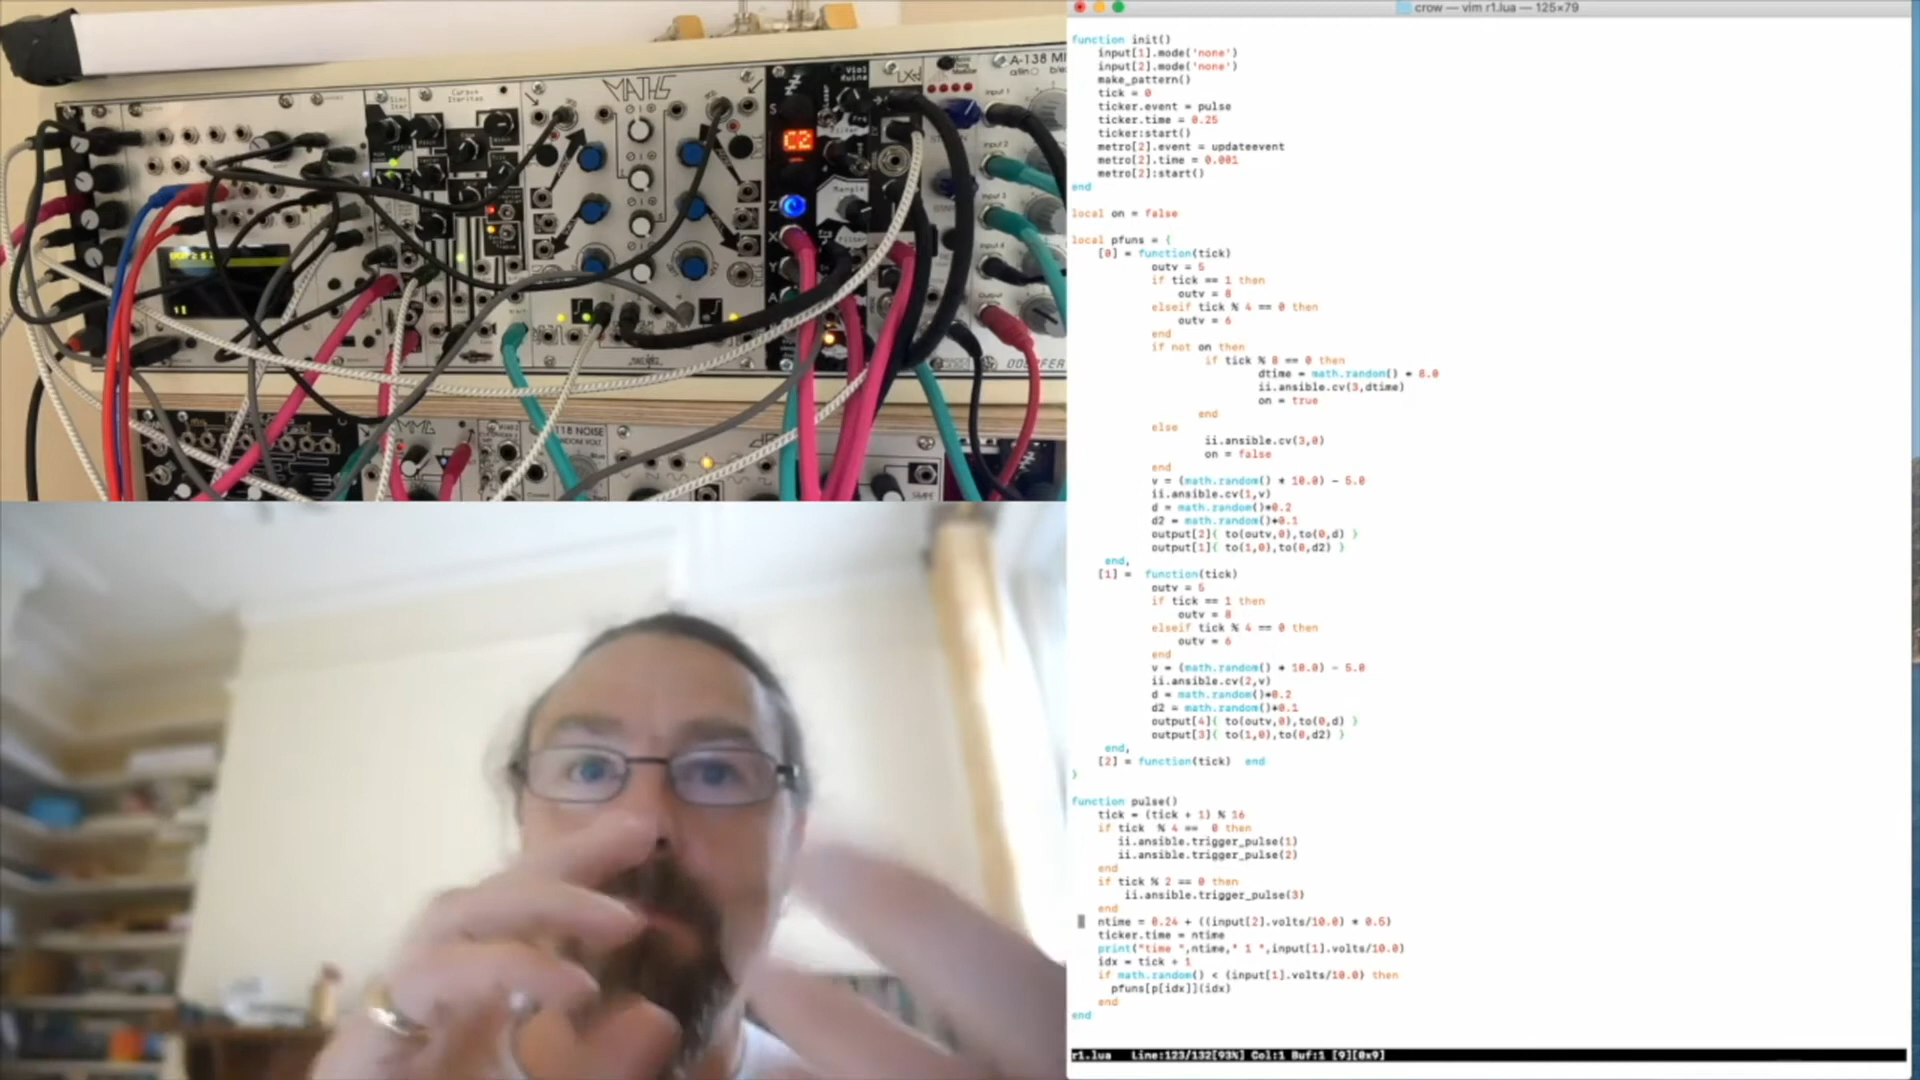 MATHS
C2
A-138 MI
Input 1
Input 2
Input 3
Input 4
Output
118 NOISE
crow — vim r1.lua — 125×79
function init()
input[1].mode('none')
input[2].mode('none')
make_pattern()
tick = 0
ticker.event = pulse
ticker.time = 0.25
ticker:start()
metro[2].event = updateevent
metro[2].time = 0.001
metro[2]:start()
end
local on = false
local pfuns = {
[0] = function(tick)
outv = 5
if tick == 1 then
outv = 8
elseif tick % 4 == 0 then
outv = 6
end
if not on then
if tick % 8 == 0 then
dtime = math.random() * 8.0
ii.ansible.cv(3,dtime)
on = true
end
else
ii.ansible.cv(3,0)
on = false
end
v = (math.random() * 10.0) - 5.0
ii.ansible.cv(1,v)
d = math.random()*0.2
d2 = math.random()*0.1
output[2]{ to(outv,0),to(0,d) }
output[1]{ to(1,0),to(0,d2) }
end,
[1] = function(tick)
outv = 5
if tick == 1 then
outv = 8
elseif tick % 4 == 0 then
outv = 6
end
v = (math.random() * 10.0) - 5.0
ii.ansible.cv(2,v)
d = math.random()*0.2
d2 = math.random()*0.1
output[4]{ to(outv,0),to(0,d) }
output[3]{ to(1,0),to(0,d2) }
end,
[2] = function(tick) end
}
function pulse()
tick = (tick + 1) % 16
if tick % 4 == 0 then
ii.ansible.trigger_pulse(1)
ii.ansible.trigger_pulse(2)
end
if tick % 2 == 0 then
ii.ansible.trigger_pulse(3)
end
ntime = 0.24 + ((input[2].volts/10.0) * 0.5)
ticker.time = ntime
print("time ",ntime," 1 ",input[1].volts/10.0)
idx = tick + 1
if math.random() < (input[1].volts/10.0) then
pfuns[p[idx]](idx)
end
end
r1.lua Line:123/132[93%] Col:1 Buf:1 [9][0x9]